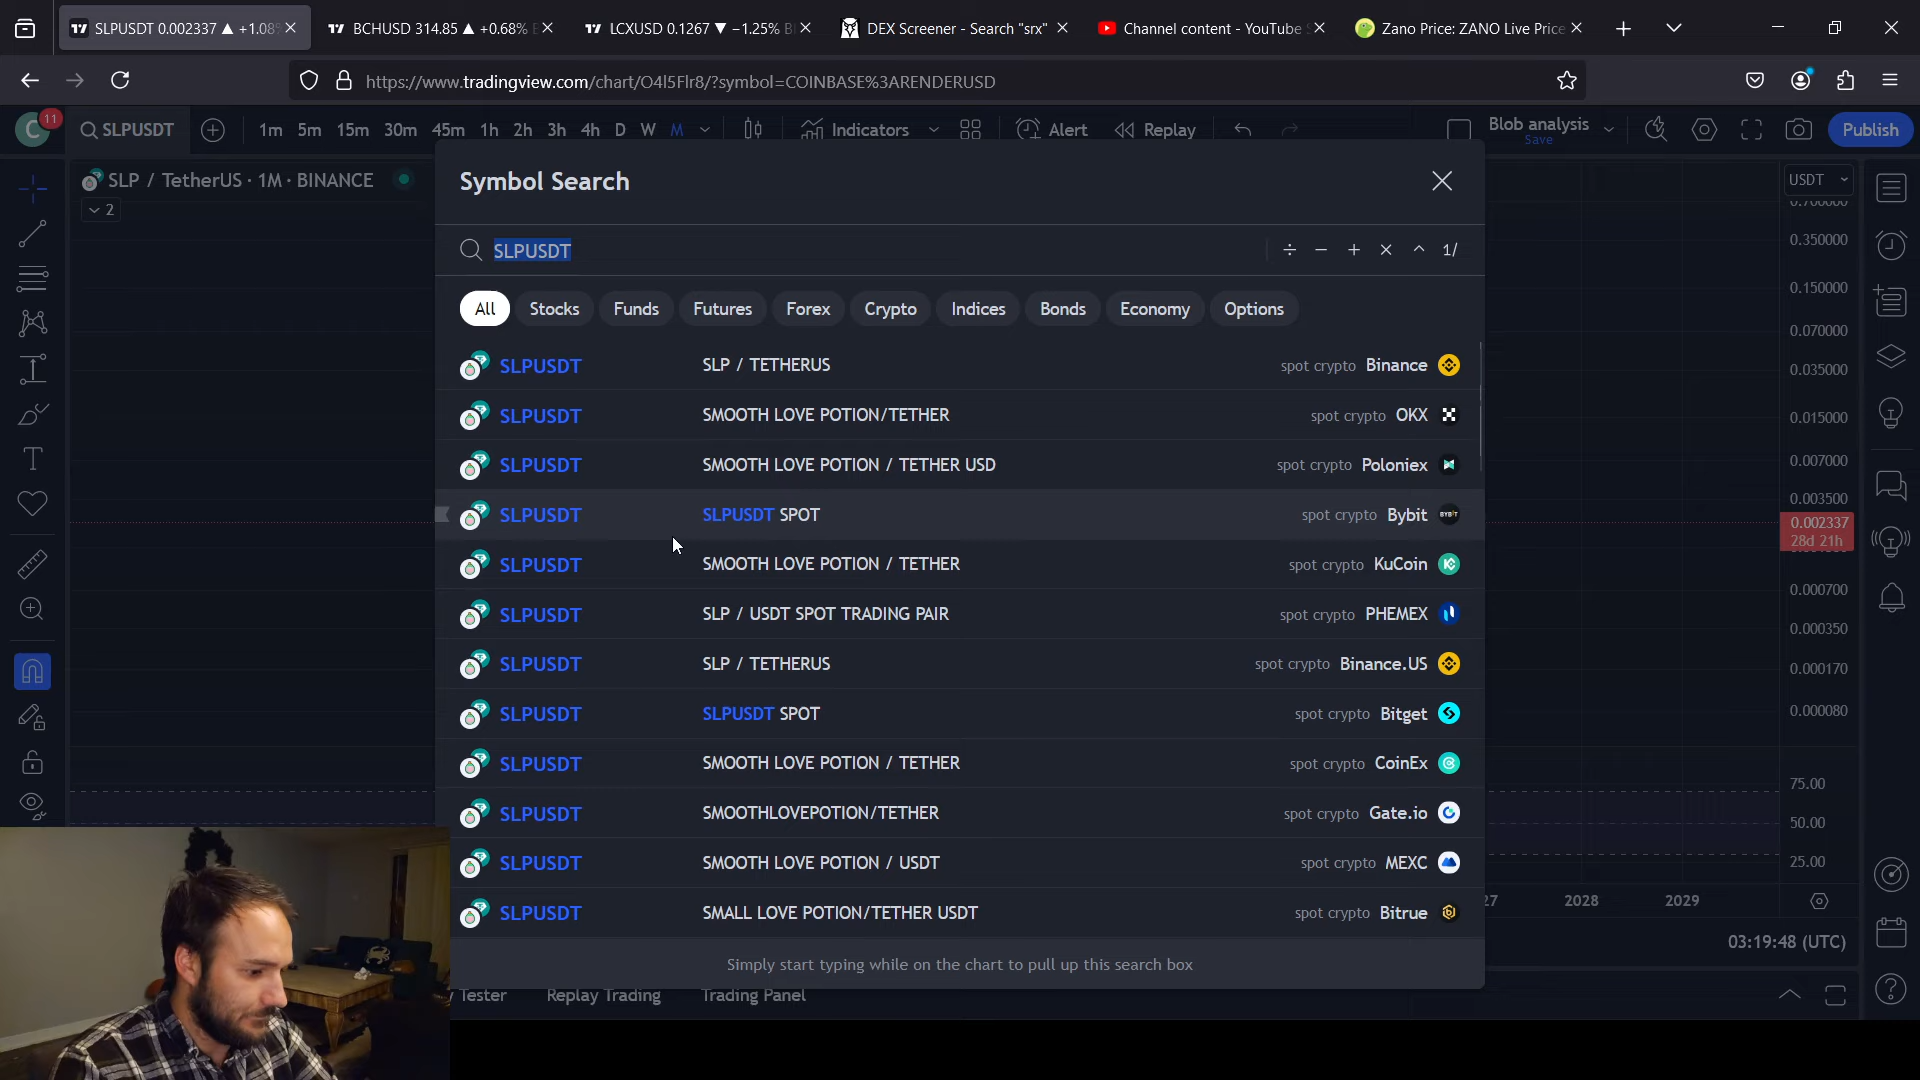 SLPUSDT 0.002337 ▲ +1.08
BCHUSD 314.85 ▲ +0.68% B
LCXUSD 0.1267 ▼ −1.25% B
DEX Screener - Search "srx"
Channel content - YouTube
Zano Price: ZANO Live Price
https://www.tradingview.com/chart/O4l5Flr8/?symbol=COINBASE%3ARENDERUSD
C
11
SLPUSDT
1m 5m 15m 30m 45m 1h 2h 3h 4h D W M
Indicators
Alert
Replay
Blob analysis
Save
Publish
SLP / TetherUS · 1M · BINANCE
2
USDT
Symbol Search
SLPUSDT
÷ − + × ^ 1/
All Stocks Funds Futures Forex Crypto Indices Bonds Economy Options
SLPUSDT SLP / TETHERUS spot crypto Binance
SLPUSDT SMOOTH LOVE POTION/TETHER spot crypto OKX
SLPUSDT SMOOTH LOVE POTION / TETHER USD spot crypto Poloniex
SLPUSDT SLPUSDT SPOT spot crypto Bybit
SLPUSDT SMOOTH LOVE POTION / TETHER spot crypto KuCoin
SLPUSDT SLP / USDT SPOT TRADING PAIR spot crypto PHEMEX
SLPUSDT SLP / TETHERUS spot crypto Binance.US
SLPUSDT SLPUSDT SPOT spot crypto Bitget
SLPUSDT SMOOTH LOVE POTION / TETHER spot crypto CoinEx
SLPUSDT SMOOTHLOVEPOTION/TETHER spot crypto Gate.io
SLPUSDT SMOOTH LOVE POTION / USDT spot crypto MEXC
SLPUSDT SMALL LOVE POTION/TETHER USDT spot crypto Bitrue
Simply start typing while on the chart to pull up this search box
0.350000
0.150000
0.070000
0.035000
0.015000
0.007000
0.003500
0.002337
28d 21h
0.000700
0.000350
0.000170
0.000080
75.00
50.00
25.00
27 2028 2029
03:19:48 (UTC)
Tester Replay Trading Trading Panel